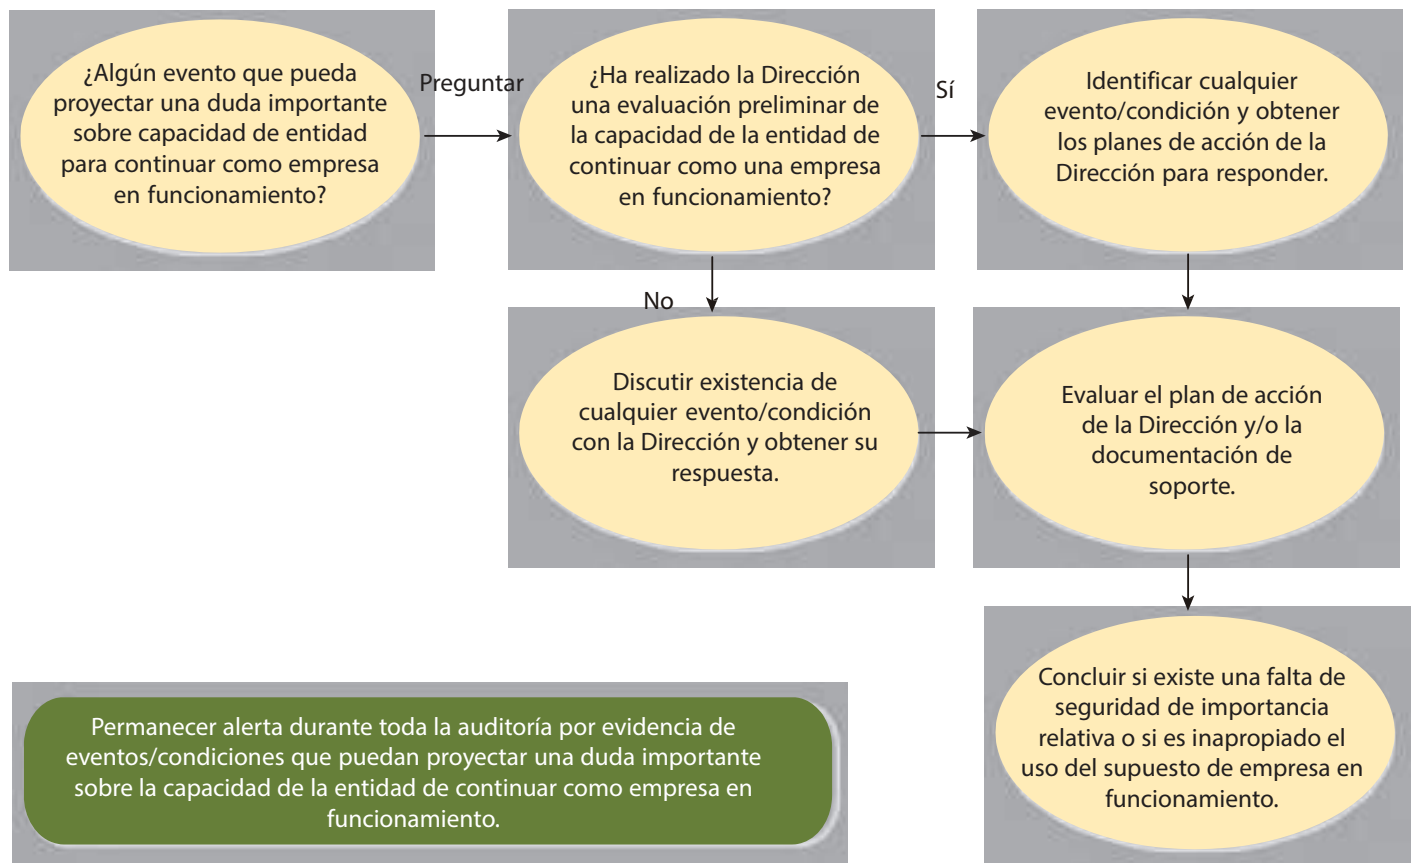 ¿Algún evento que pueda
proyectar una duda importante
sobre capacidad de entidad
para continuar como empresa
en funcionamiento?
Preguntar
¿Ha realizado la Dirección
una evaluación preliminar de
la capacidad de la entidad de
continuar como una empresa
en funcionamiento?
Sí
Identificar cualquier
evento/condición y obtener
los planes de acción de la
Dirección para responder.
No
Discutir existencia de
cualquier evento/condición
con la Dirección y obtener su
respuesta.
Evaluar el plan de acción
de la Dirección y/o la
documentación de
soporte.
Concluir si existe una falta de
seguridad de importancia
relativa o si es inapropiado el
uso del supuesto de empresa en
funcionamiento.
Permanecer alerta durante toda la auditoría por evidencia de
eventos/condiciones que puedan proyectar una duda importante
sobre la capacidad de la entidad de continuar como empresa en
funcionamiento.